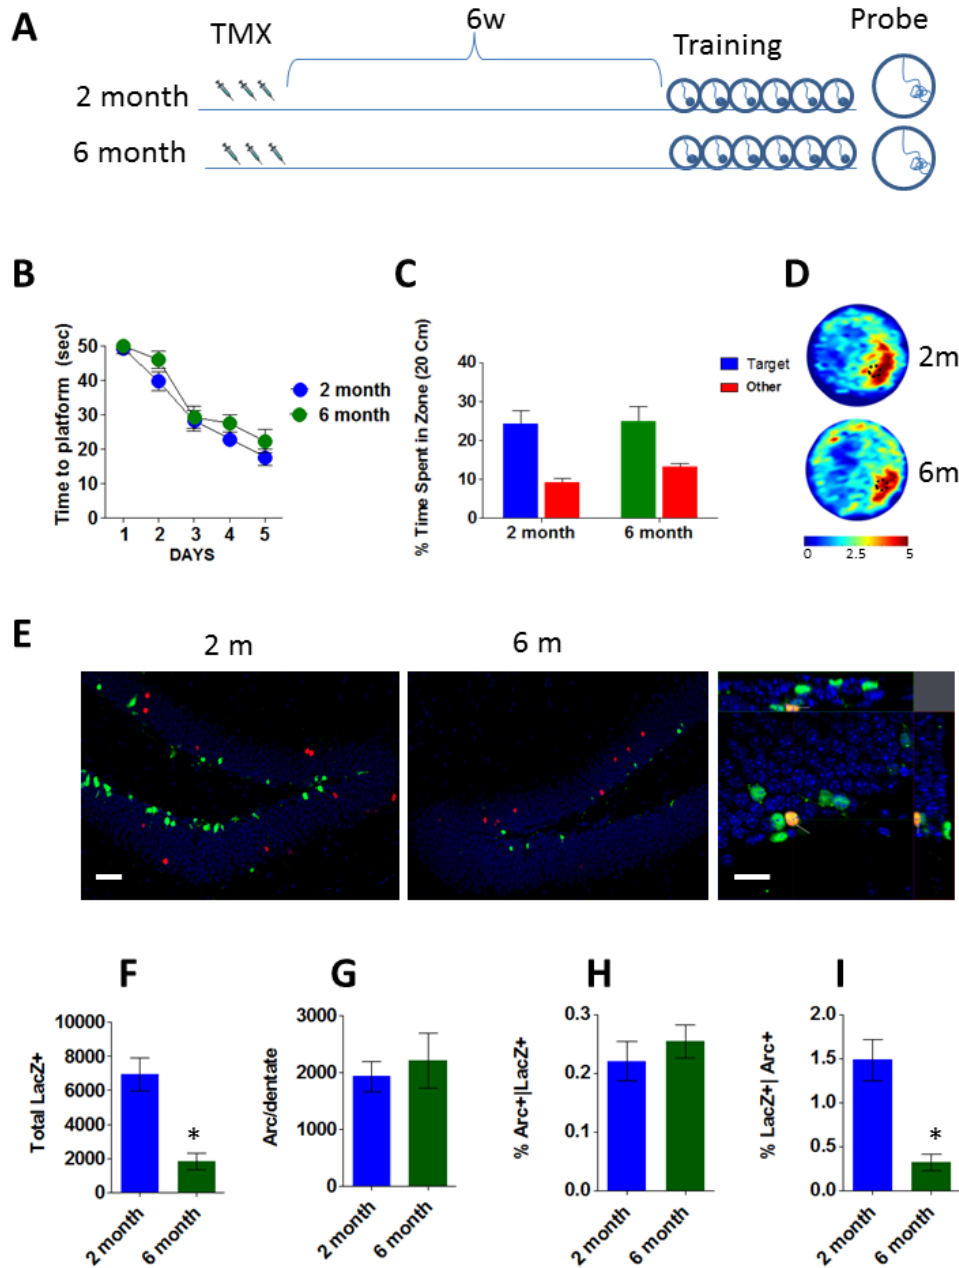 A
TMX
6w
Training
Probe
2 month
6 month
B
Time to platform (sec)
50
40
30
20
10
0
1 2 3 4 5
DAYS
2 month
6 month
C
% Time Spent in Zone (20 Cm)
40
30
20
10
0
2 month 6 month
Target
Other
D
2m
6m
0 2.5 5
E
2 m 6 m
F
Total LacZ+
10000
8000
6000
4000
2000
0
*
2 month
6 month
G
Arc/dentate
3000
2000
1000
0
2 month
6 month
H
% Arc+|LacZ+
0.3
0.2
0.1
0.0
2 month
6 month
I
% LacZ+| Arc+
2.0
1.5
1.0
0.5
0.0
*
2 month
6 month